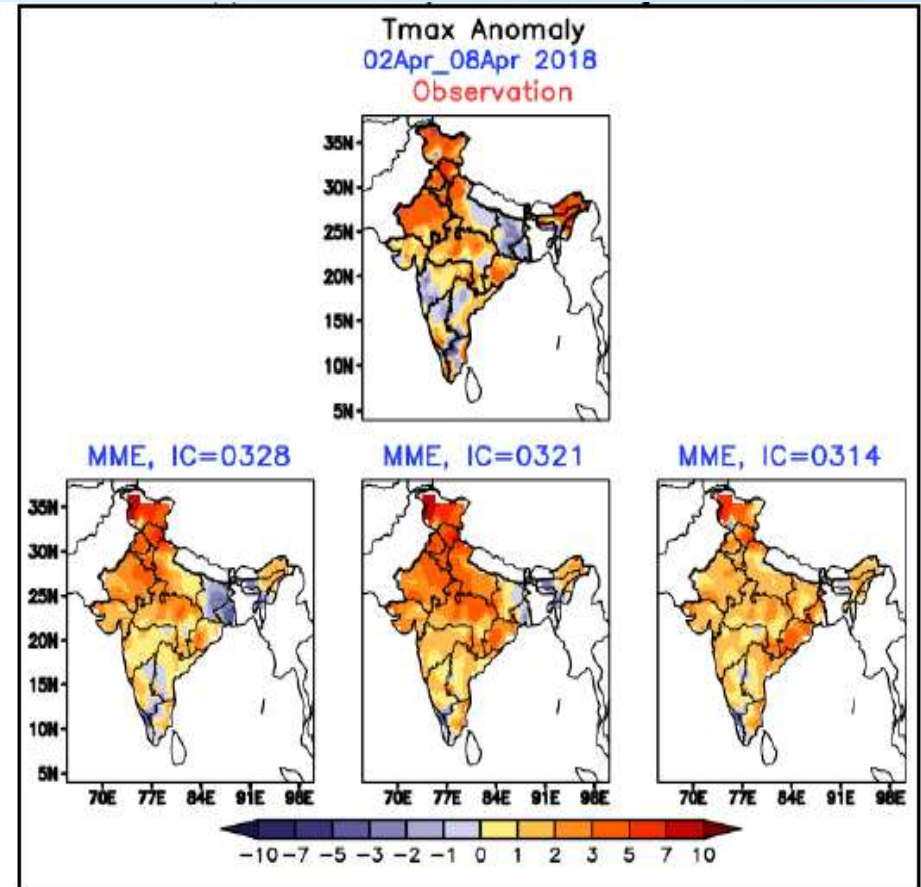 Tmax Anomaly
02Apr_08Apr 2018
Observation
35N
30N
25N
20N
15N
10N
5N
MME, IC=0328
MME, IC=0321
MME, IC=0314
35N
30N
25N
20N
15N
10N
5N
70E 77E 84E 91E 98E
70E 77E 84E 91E 98E
70E 77E 84E 91E 98E
-10 -7 -5 -3 -2 -1 0 1 2 3 5 7 10